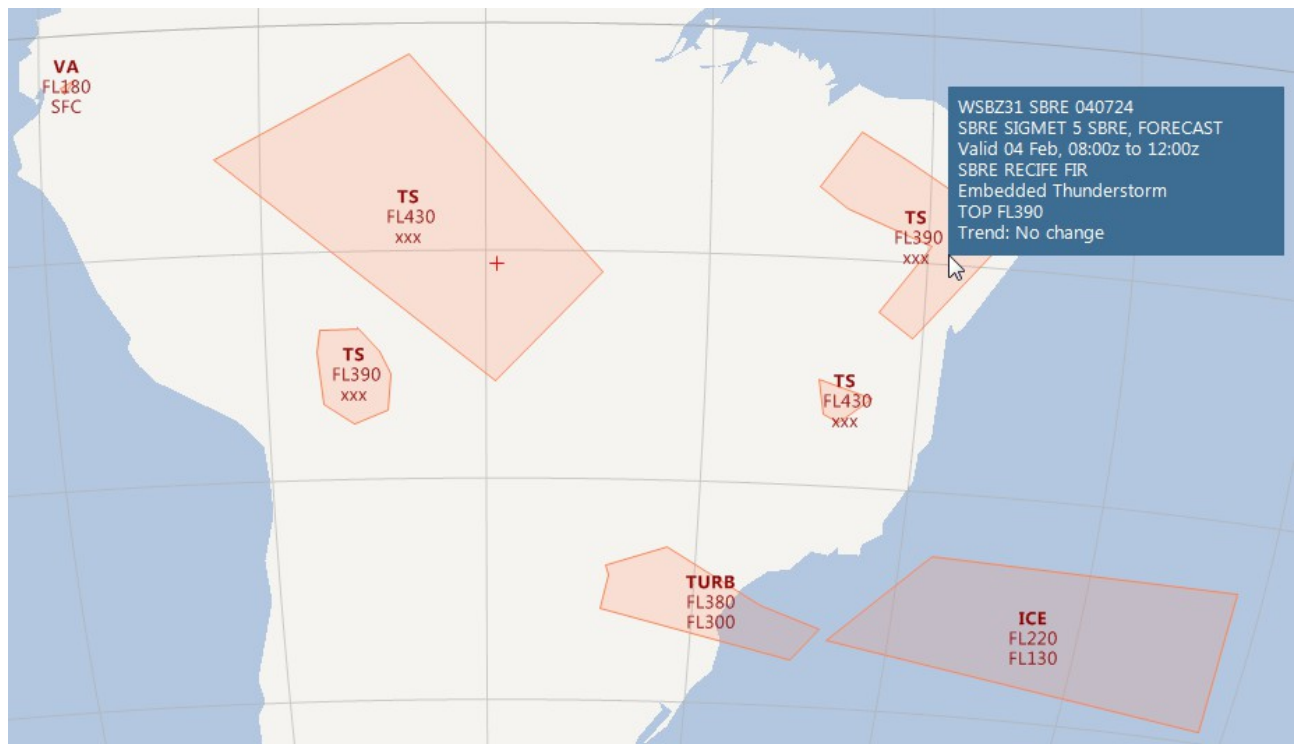 VA
FL180
SFC
TS
FL430
xxx
TS
FL390
xxx
WSBZ31 SBRE 040724
SBRE SIGMET 5 SBRE, FORECAST
Valid 04 Feb, 08:00z to 12:00z
SBRE RECIFE FIR
Embedded Thunderstorm
TOP FL390
Trend: No change
TS
FL390
xxx
TS
FL430
xxx
TURB
FL380
FL300
ICE
FL220
FL130